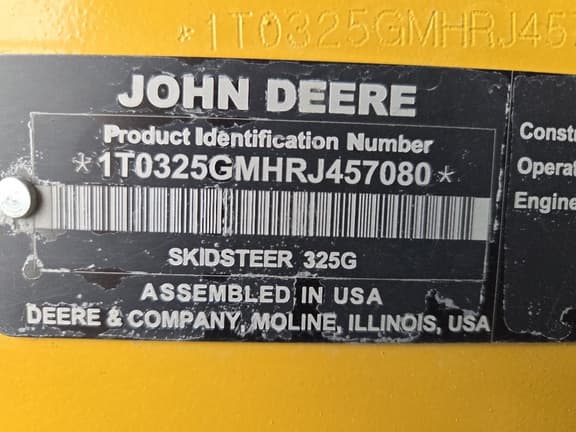 *1T0325GMHRJ457
JOHN DEERE
Product Identification Number
*1T0325GMHRJ457080*
SKIDSTEER 325G
ASSEMBLED IN USA
DEERE & COMPANY, MOLINE, ILLINOIS, USA
Constr
Operat
Engine